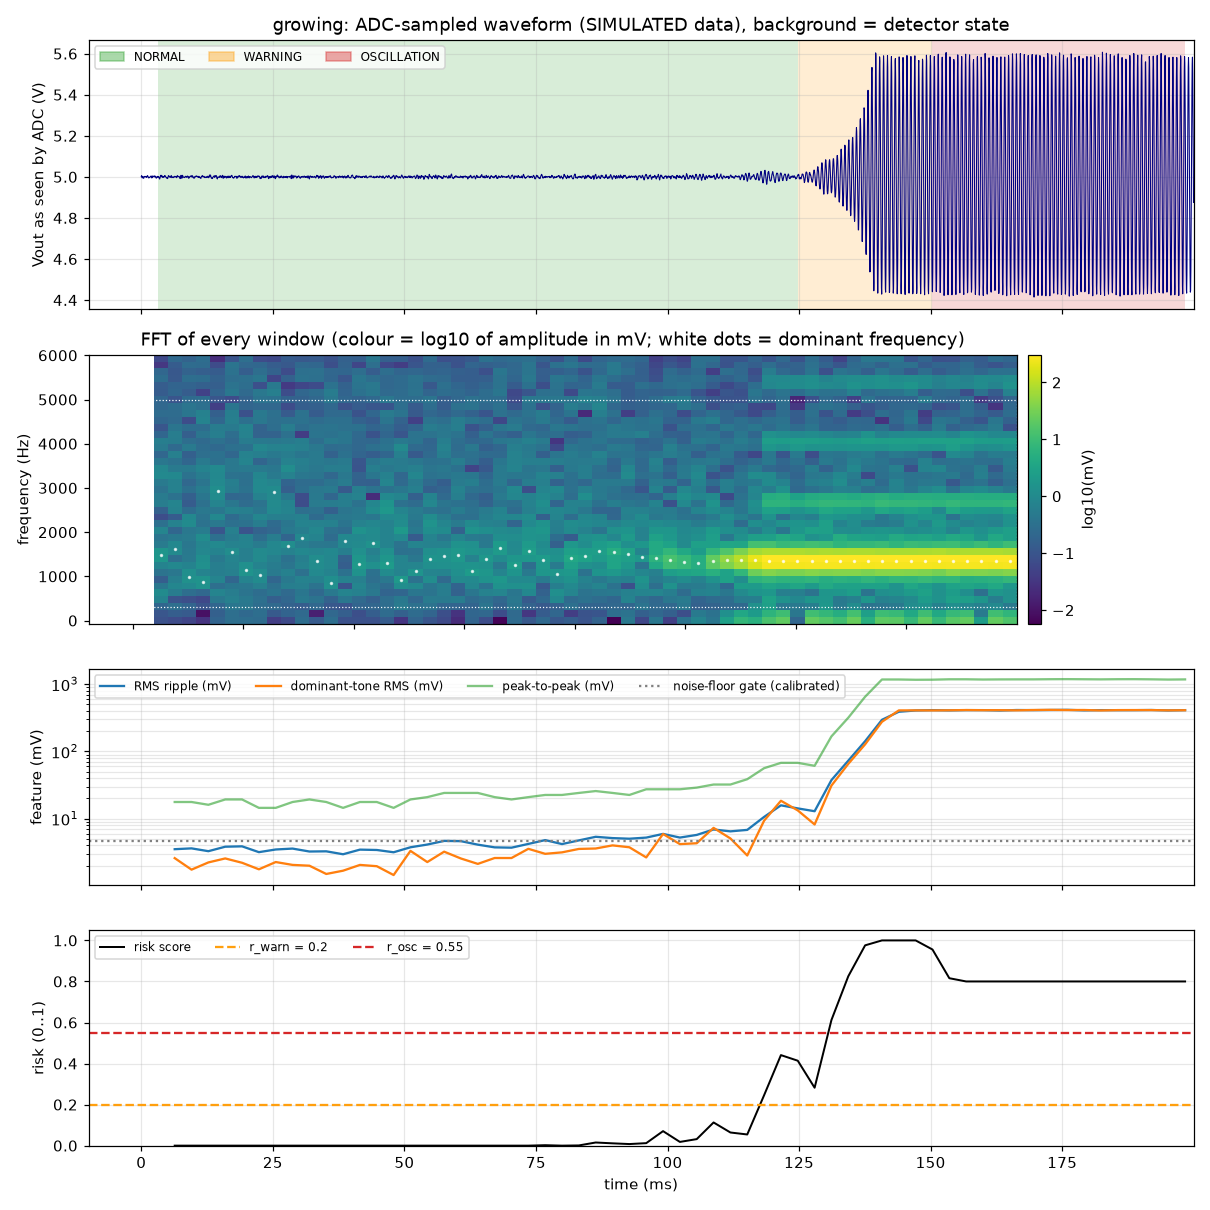 growing: ADC-sampled waveform (SIMULATED data), background = detector state
NORMAL WARNING OSCILLATION
Vout as seen by ADC (V)
5.6
5.4
5.2
5.0
4.8
4.6
4.4
FFT of every window (colour = log10 of amplitude in mV; white dots = dominant frequency)
frequency (Hz)
6000
5000
4000
3000
2000
1000
0
2
1
0
−1
−2
log10(mV)
RMS ripple (mV) dominant-tone RMS (mV) peak-to-peak (mV) noise-floor gate (calibrated)
feature (mV)
10³
10²
10¹
risk score r_warn = 0.2 r_osc = 0.55
risk (0..1)
1.0
0.8
0.6
0.4
0.2
0.0
0 25 50 75 100 125 150 175
time (ms)